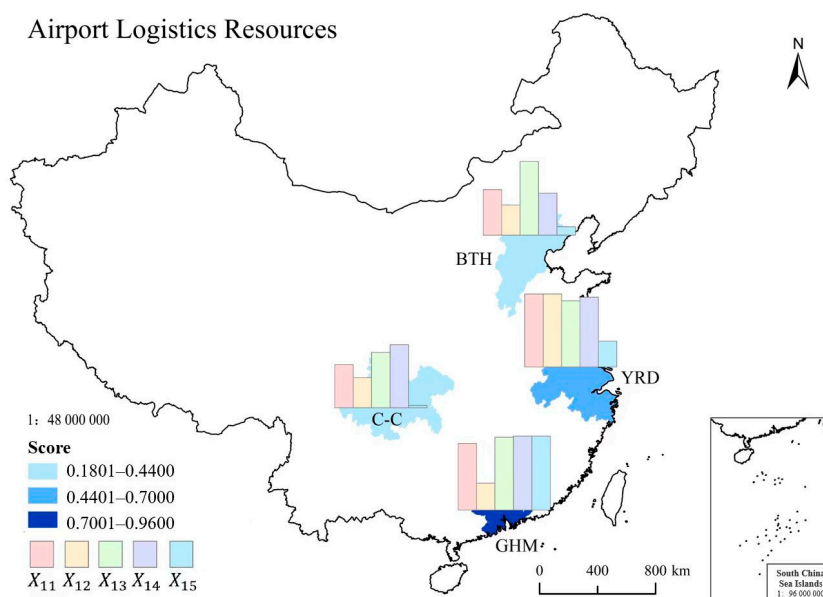 Airport Logistics Resources
N
BTH
YRD
C-C
GHM
1: 48 000 000
Score
0.1801–0.4400
0.4401–0.7000
0.7001–0.9600
X11 X12 X13 X14 X15
0 400 800 km
South China
Sea Islands
1: 96 000 000